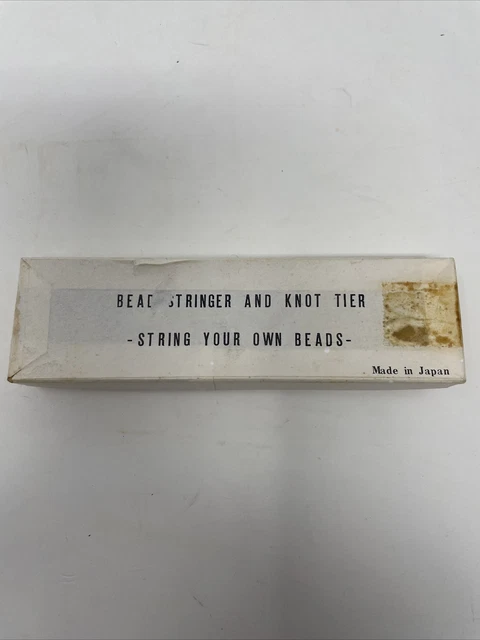 BEAD STRINGER AND KNOT TIER
-STRING YOUR OWN BEADS-
Made in Japan